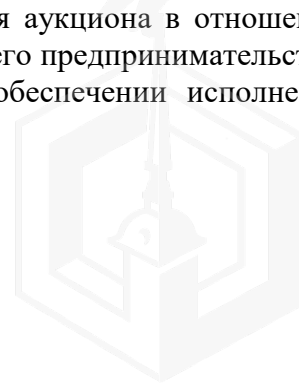 я аукциона в отношен
его предпринимательст
обеспечении исполне